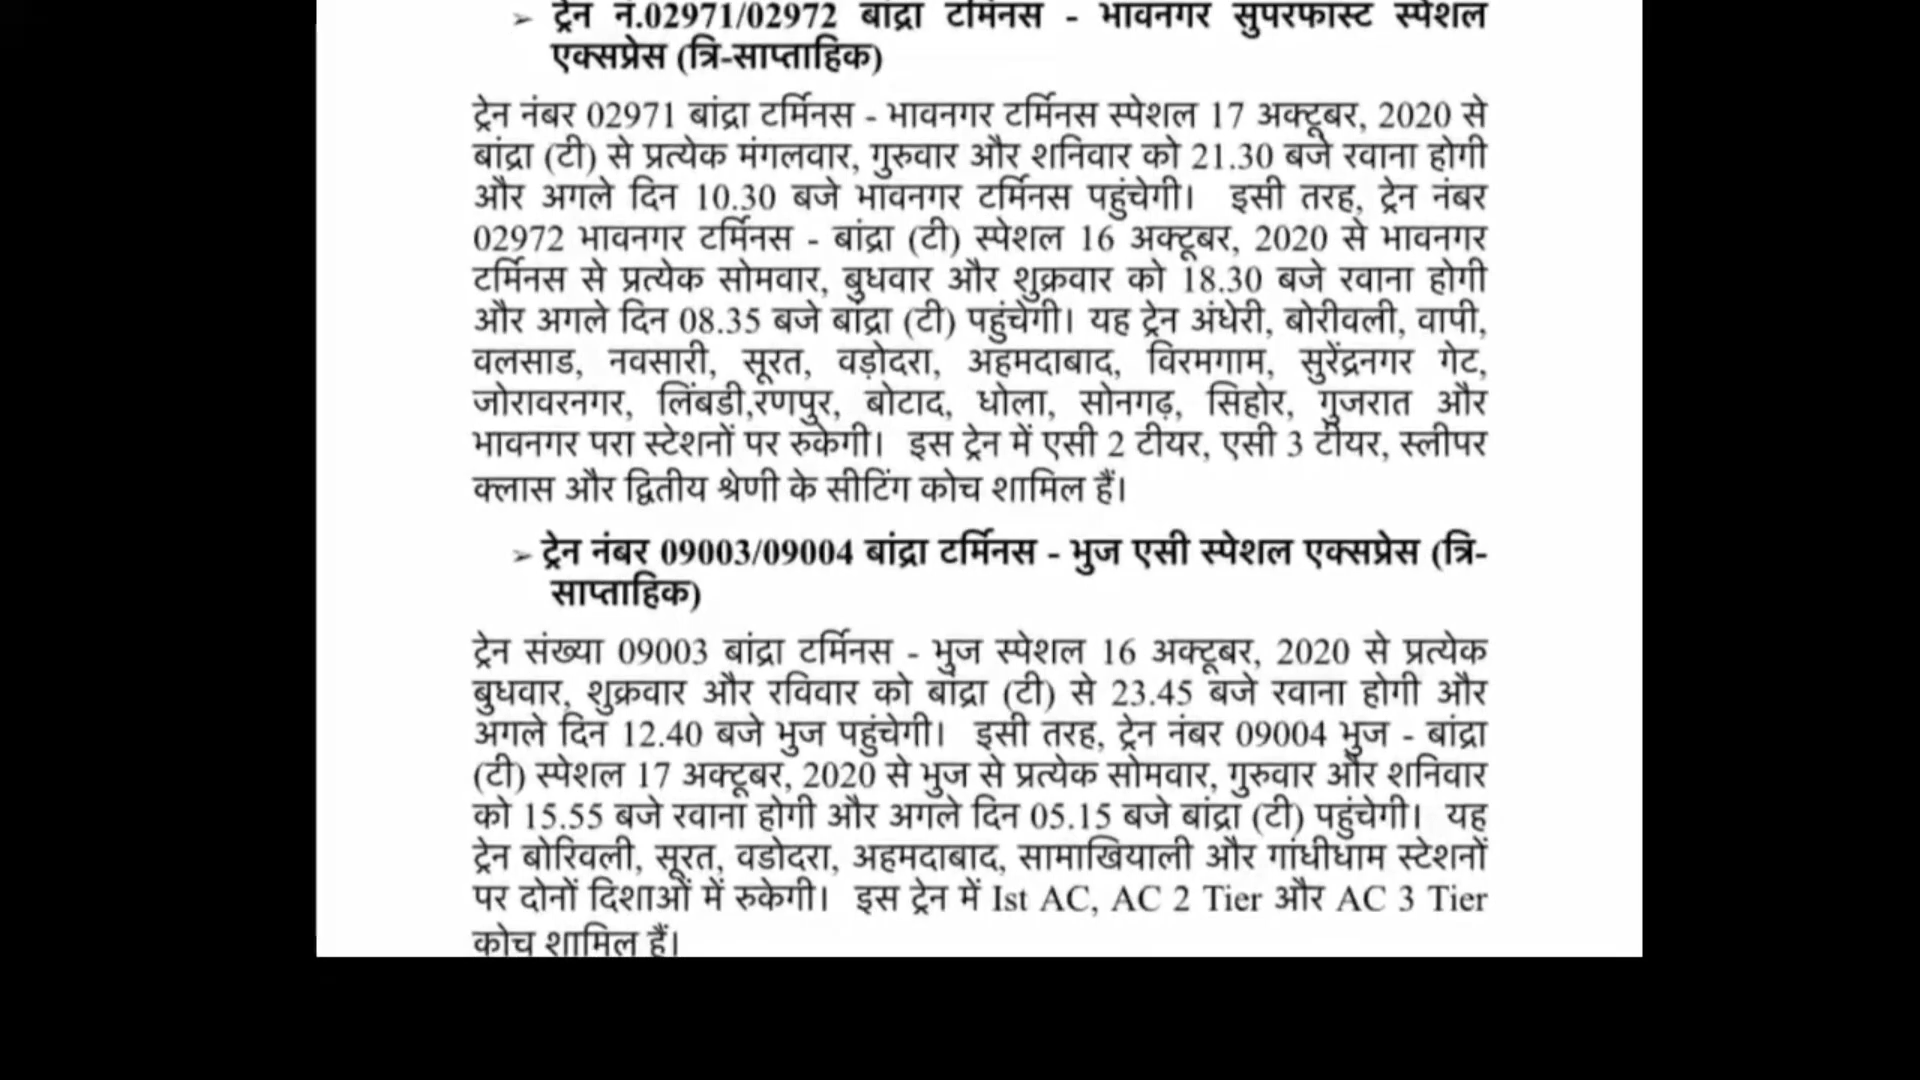 ➢ ट्रेन नं.02971/02972 बांद्रा टर्मिनस - भावनगर सुपरफास्ट स्पेशल
एक्सप्रेस (त्रि-साप्ताहिक)
ट्रेन नंबर 02971 बांद्रा टर्मिनस - भावनगर टर्मिनस स्पेशल 17 अक्टूबर, 2020 से
बांद्रा (टी) से प्रत्येक मंगलवार, गुरुवार और शनिवार को 21.30 बजे रवाना होगी
और अगले दिन 10.30 बजे भावनगर टर्मिनस पहुंचेगी। इसी तरह, ट्रेन नंबर
02972 भावनगर टर्मिनस - बांद्रा (टी) स्पेशल 16 अक्टूबर, 2020 से भावनगर
टर्मिनस से प्रत्येक सोमवार, बुधवार और शुक्रवार को 18.30 बजे रवाना होगी
और अगले दिन 08.35 बजे बांद्रा (टी) पहुंचेगी। यह ट्रेन अंधेरी, बोरीवली, वापी,
वलसाड, नवसारी, सूरत, वड़ोदरा, अहमदाबाद, विरमगाम, सुरेंद्रनगर गेट,
जोरावरनगर, लिंबडी,रणपुर, बोटाद, धोला, सोनगढ़, सिहोर, गुजरात और
भावनगर परा स्टेशनों पर रुकेगी। इस ट्रेन में एसी 2 टीयर, एसी 3 टीयर, स्लीपर
क्लास और द्वितीय श्रेणी के सीटिंग कोच शामिल हैं।
➢ ट्रेन नंबर 09003/09004 बांद्रा टर्मिनस - भुज एसी स्पेशल एक्सप्रेस (त्रि-
साप्ताहिक)
ट्रेन संख्या 09003 बांद्रा टर्मिनस - भुज स्पेशल 16 अक्टूबर, 2020 से प्रत्येक
बुधवार, शुक्रवार और रविवार को बांद्रा (टी) से 23.45 बजे रवाना होगी और
अगले दिन 12.40 बजे भुज पहुंचेगी। इसी तरह, ट्रेन नंबर 09004 भुज - बांद्रा
(टी) स्पेशल 17 अक्टूबर, 2020 से भुज से प्रत्येक सोमवार, गुरुवार और शनिवार
को 15.55 बजे रवाना होगी और अगले दिन 05.15 बजे बांद्रा (टी) पहुंचेगी। यह
ट्रेन बोरिवली, सूरत, वडोदरा, अहमदाबाद, सामाखियाली और गांधीधाम स्टेशनों
पर दोनों दिशाओं में रुकेगी। इस ट्रेन में Ist AC, AC 2 Tier और AC 3 Tier
कोच शामिल हैं।